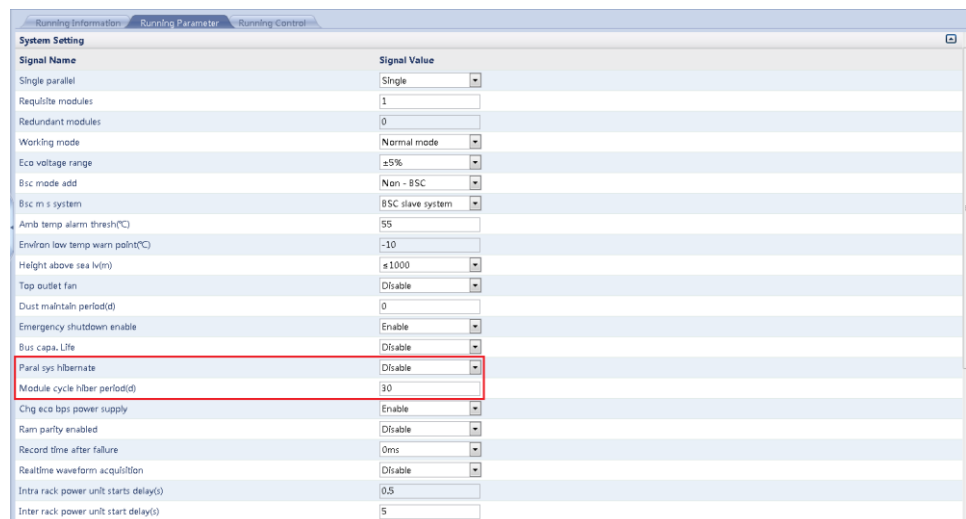 Running Information Running Parameter Running Control
System Setting
Signal Name Signal Value
Single parallel Single
Requisite modules 1
Redundant modules 0
Working mode Normal mode
Eco voltage range ±5%
Bsc mode add Non - BSC
Bsc m s system BSC slave system
Amb temp alarm thresh(℃) 55
Environ low temp warn point(℃) -10
Height above sea lv(m) ≤1000
Top outlet fan Disable
Dust maintain period(d) 0
Emergency shutdown enable Enable
Bus capa. Life Disable
Paral sys hibernate Disable
Module cycle hiber period(d) 30
Chg eco bps power supply Enable
Ram parity enabled Disable
Record time after failure 0ms
Realtime waveform acquisition Disable
Intra rack power unit starts delay(s) 0.5
Inter rack power unit start delay(s) 5